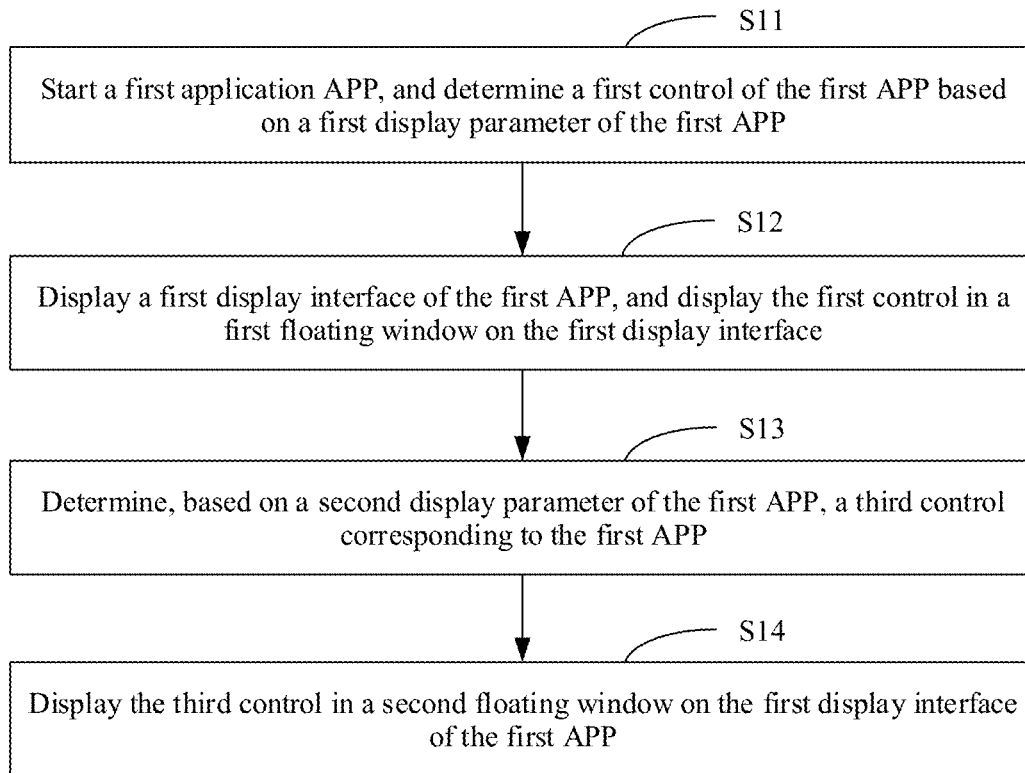 S11
Start a first application APP, and determine a first control of the first APP based
on a first display parameter of the first APP
S12
Display a first display interface of the first APP, and display the first control in a
first floating window on the first display interface
S13
Determine, based on a second display parameter of the first APP, a third control
corresponding to the first APP
S14
Display the third control in a second floating window on the first display interface
of the first APP